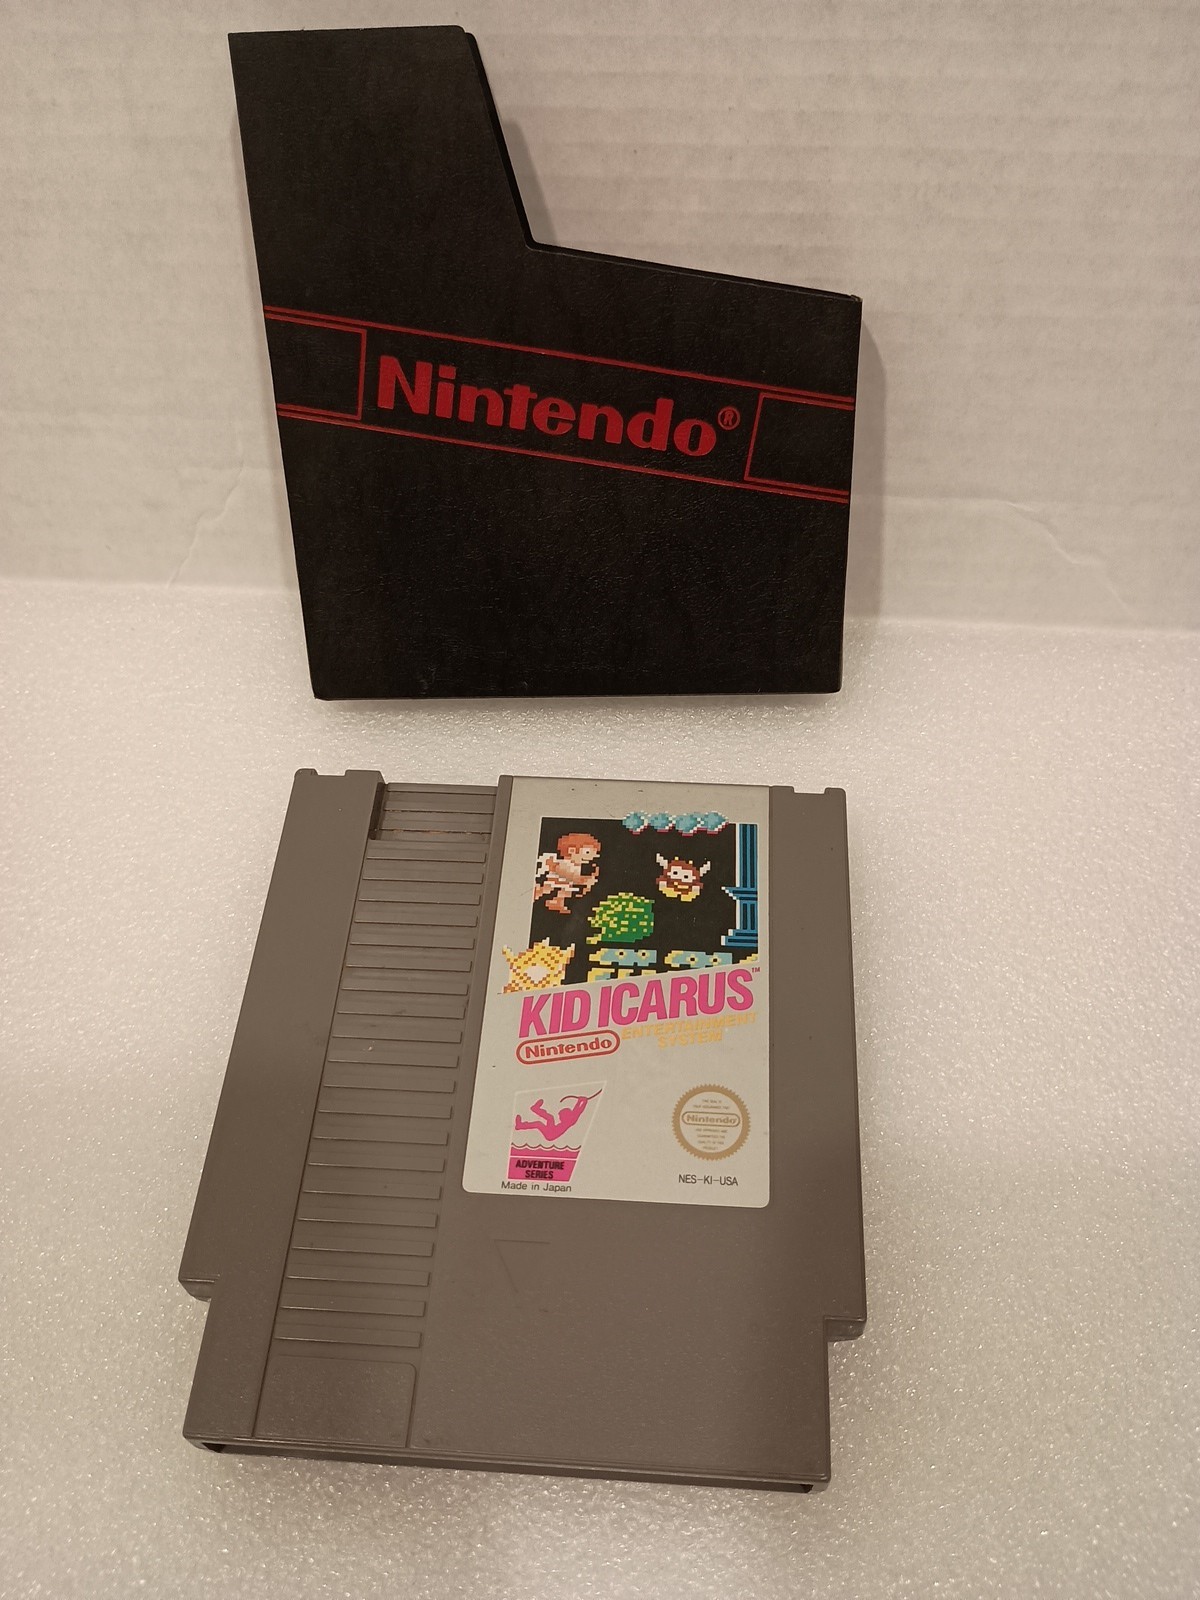 Nintendo®
KID ICARUS™
Nintendo ENTERTAINMENT
SYSTEM
ADVENTURE
SERIES
Made in Japan
Nintendo
NES-KI-USA